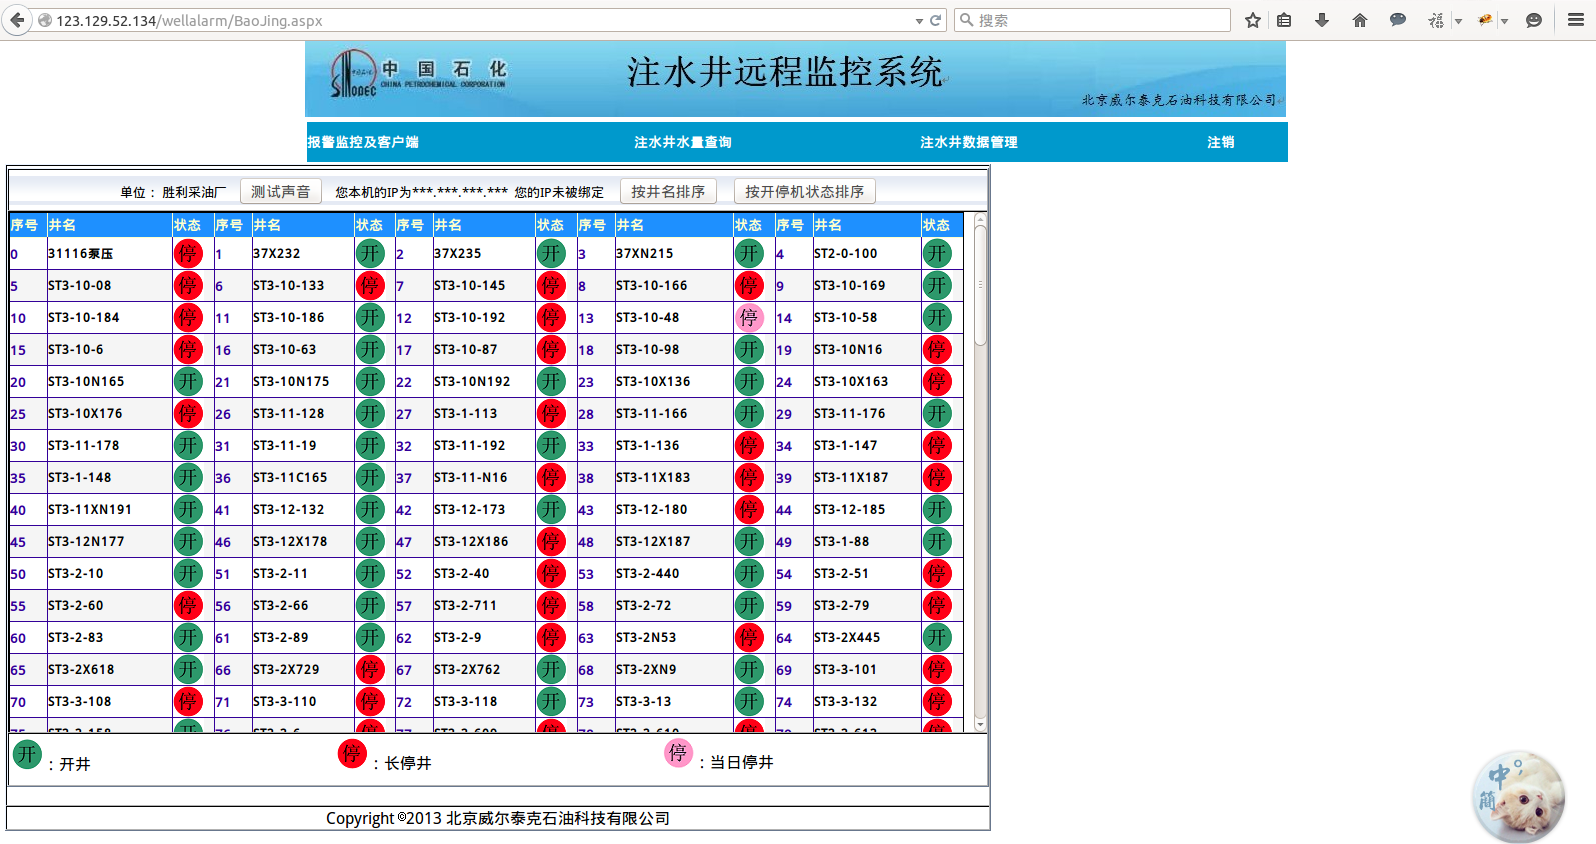 123.129.52.134/wellalarm/BaoJing.aspx 搜索
中国石化
CHINA PETROCHEMICAL CORPORATION
SINOPEC
注水井远程监控系统
北京威尔泰克石油科技有限公司
报警监控及客户端 注水井水量查询 注水井数据管理 注销
单位： 胜利采油厂 测试声音 您本机的IP为***.***.***.*** 您的IP未被绑定 按井名排序 按开停机状态排序
序号 井名 状态 序号 井名 状态 序号 井名 状态 序号 井名 状态 序号 井名 状态
0 31116泵压 停 1 37X232 开 2 37X235 开 3 37XN215 开 4 ST2-0-100 开
5 ST3-10-08 停 6 ST3-10-133 停 7 ST3-10-145 停 8 ST3-10-166 停 9 ST3-10-169 开
10 ST3-10-184 停 11 ST3-10-186 开 12 ST3-10-192 停 13 ST3-10-48 停 14 ST3-10-58 开
15 ST3-10-6 停 16 ST3-10-63 开 17 ST3-10-87 停 18 ST3-10-98 开 19 ST3-10N16 停
20 ST3-10N165 开 21 ST3-10N175 开 22 ST3-10N192 开 23 ST3-10X136 开 24 ST3-10X163 停
25 ST3-10X176 停 26 ST3-11-128 开 27 ST3-1-113 停 28 ST3-11-166 开 29 ST3-11-176 开
30 ST3-11-178 开 31 ST3-11-19 开 32 ST3-11-192 开 33 ST3-1-136 停 34 ST3-1-147 停
35 ST3-1-148 开 36 ST3-11C165 开 37 ST3-11-N16 停 38 ST3-11X183 停 39 ST3-11X187 停
40 ST3-11XN191 开 41 ST3-12-132 开 42 ST3-12-173 开 43 ST3-12-180 停 44 ST3-12-185 开
45 ST3-12N177 开 46 ST3-12X178 开 47 ST3-12X186 停 48 ST3-12X187 开 49 ST3-1-88 开
50 ST3-2-10 开 51 ST3-2-11 开 52 ST3-2-40 停 53 ST3-2-440 开 54 ST3-2-51 停
55 ST3-2-60 停 56 ST3-2-66 开 57 ST3-2-711 停 58 ST3-2-72 开 59 ST3-2-79 停
60 ST3-2-83 开 61 ST3-2-89 开 62 ST3-2-9 停 63 ST3-2N53 停 64 ST3-2X445 开
65 ST3-2X618 开 66 ST3-2X729 停 67 ST3-2X762 开 68 ST3-2XN9 开 69 ST3-3-101 停
70 ST3-3-108 停 71 ST3-3-110 停 72 ST3-3-118 开 73 ST3-3-13 开 74 ST3-3-132 停
开 ：开井 停 ：长停井 停 ：当日停井
Copyright ©2013 北京威尔泰克石油科技有限公司
中 °,
简